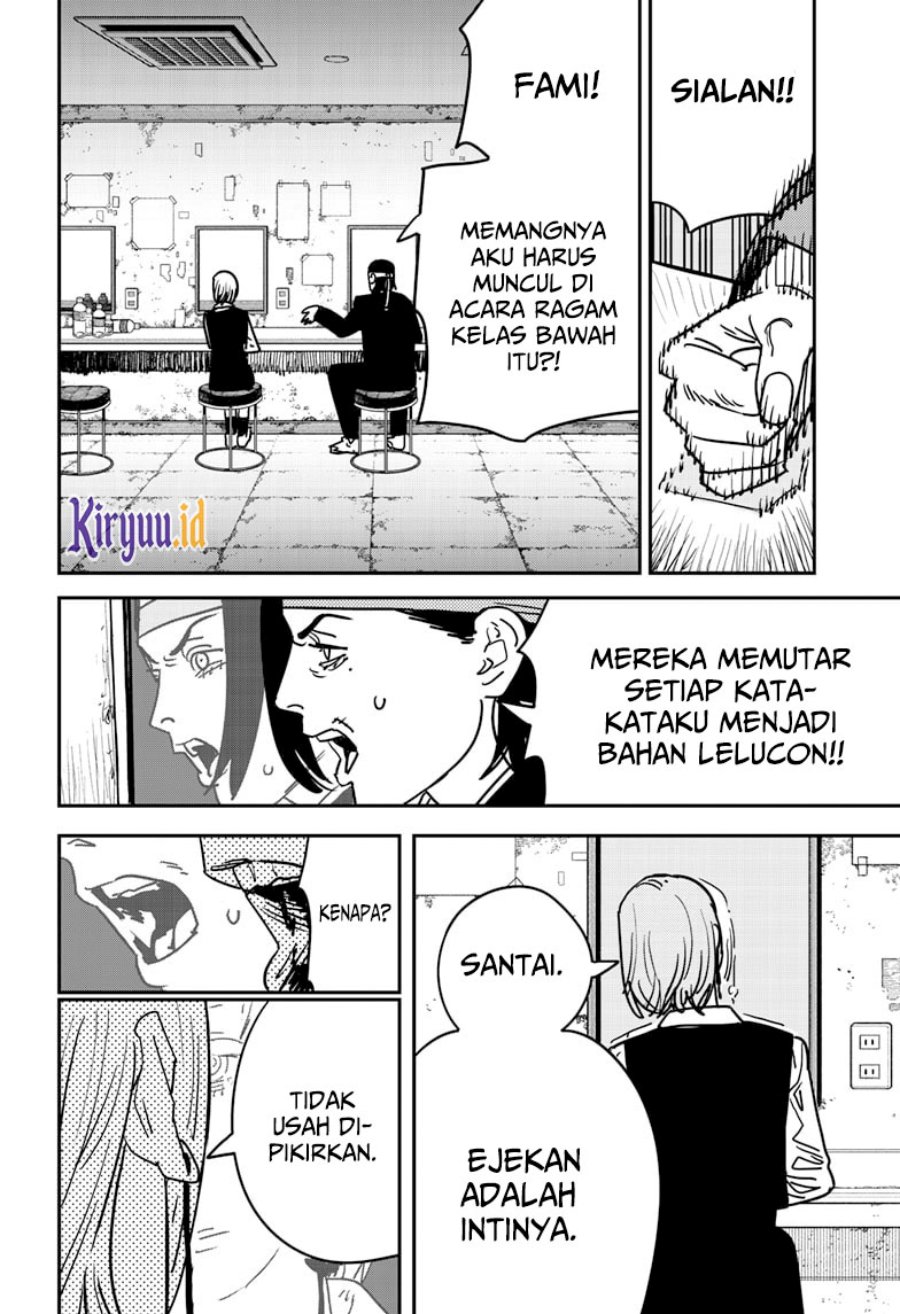 SIALAN!!
FAMI!
MEMANGNYA
AKU HARUS
MUNCUL DI
ACARA RAGAM
KELAS BAWAH
ITU?!
Kiryuu.id
MEREKA MEMUTAR
SETIAP KATA-
KATAKU MENJADI
BAHAN LELUCON!!
SANTAI.
EJEKAN
ADALAH
INTINYA.
KENAPA?
TIDAK
USAH DI-
PIKIRKAN.